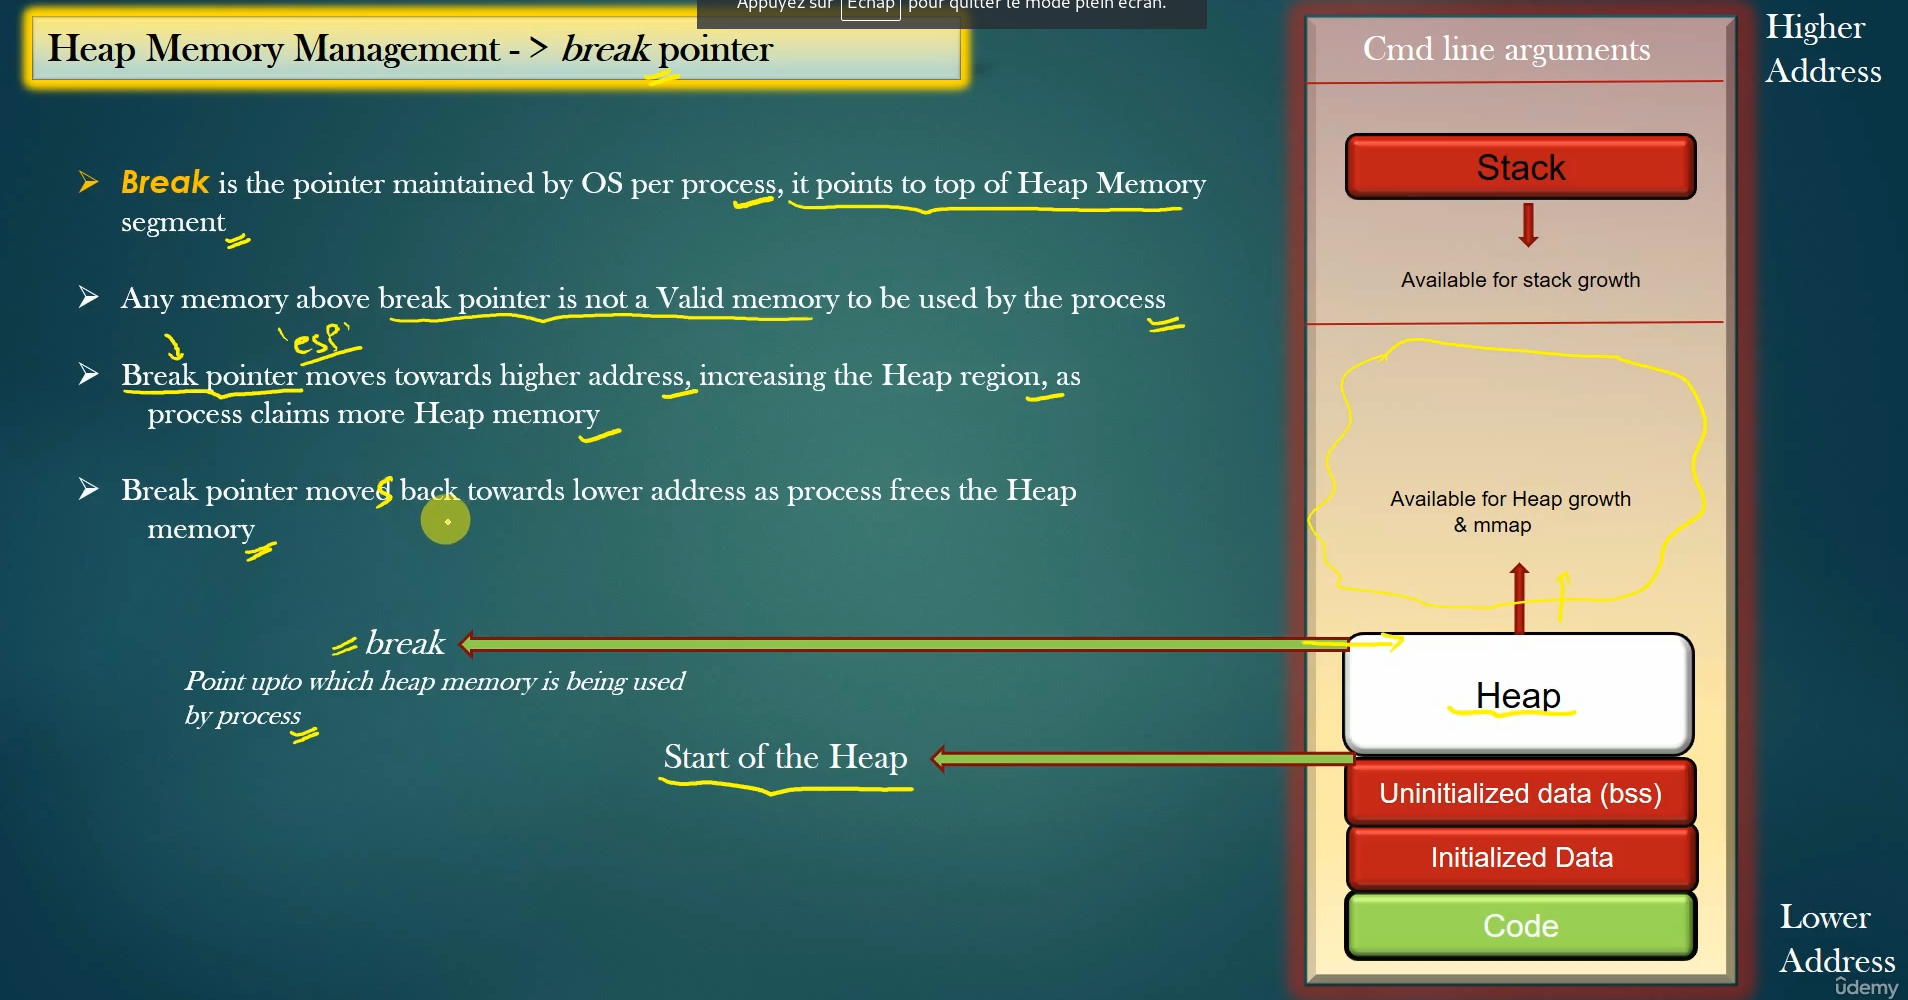 Appuyez sur Échap pour quitter le mode plein écran.
Heap Memory Management - > break pointer
Break is the pointer maintained by OS per process, it points to top of Heap Memory
segment
Any memory above break pointer is not a Valid memory to be used by the process
'esp'
Break pointer moves towards higher address, increasing the Heap region, as
process claims more Heap memory
Break pointer moves back towards lower address as process frees the Heap
memory
break
Point upto which heap memory is being used
by process
Start of the Heap
Higher
Address
Cmd line arguments
Stack
Available for stack growth
Available for Heap growth
& mmap
Heap
Uninitialized data (bss)
Initialized Data
Code
Lower
Address
ûdemy